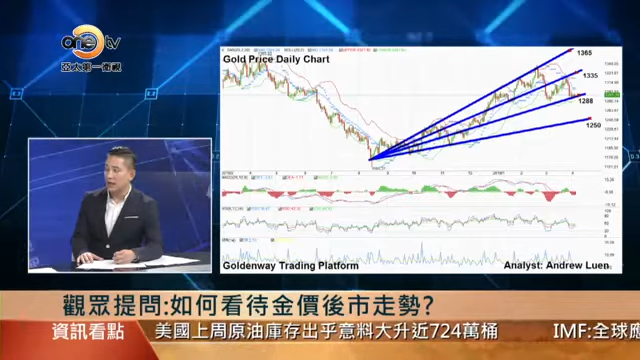 one tv
亞太第一衛視
Gold Price Daily Chart
1365
1335
1288
1250
Goldenway Trading Platform
Analyst: Andrew Luen
觀眾提問:如何看待金價後市走勢?
資訊看點
美國上周原油庫存出乎意料大升近724萬桶
IMF:全球應